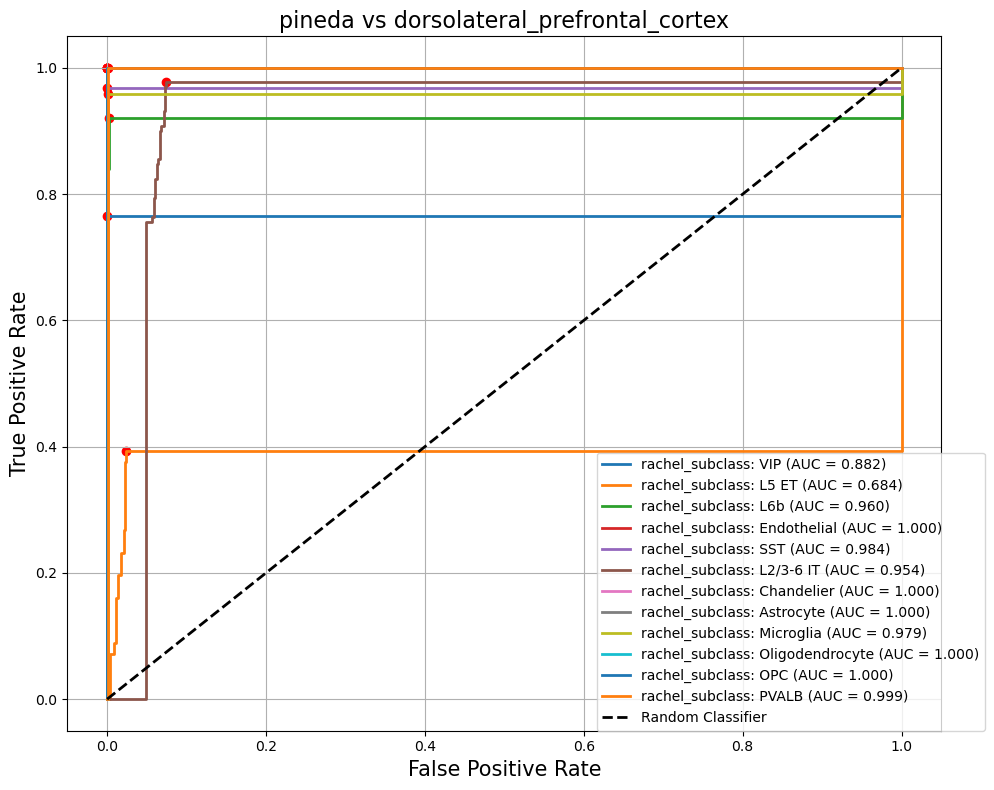 pineda vs dorsolateral_prefrontal_cortex
True Positive Rate
1.0
0.8
0.6
0.4
0.2
0.0
rachel_subclass: VIP (AUC = 0.882)
rachel_subclass: L5 ET (AUC = 0.684)
rachel_subclass: L6b (AUC = 0.960)
rachel_subclass: Endothelial (AUC = 1.000)
rachel_subclass: SST (AUC = 0.984)
rachel_subclass: L2/3-6 IT (AUC = 0.954)
rachel_subclass: Chandelier (AUC = 1.000)
rachel_subclass: Astrocyte (AUC = 1.000)
rachel_subclass: Microglia (AUC = 0.979)
rachel_subclass: Oligodendrocyte (AUC = 1.000)
rachel_subclass: OPC (AUC = 1.000)
rachel_subclass: PVALB (AUC = 0.999)
Random Classifier
0.0 0.2 0.4 0.6 0.8 1.0
False Positive Rate